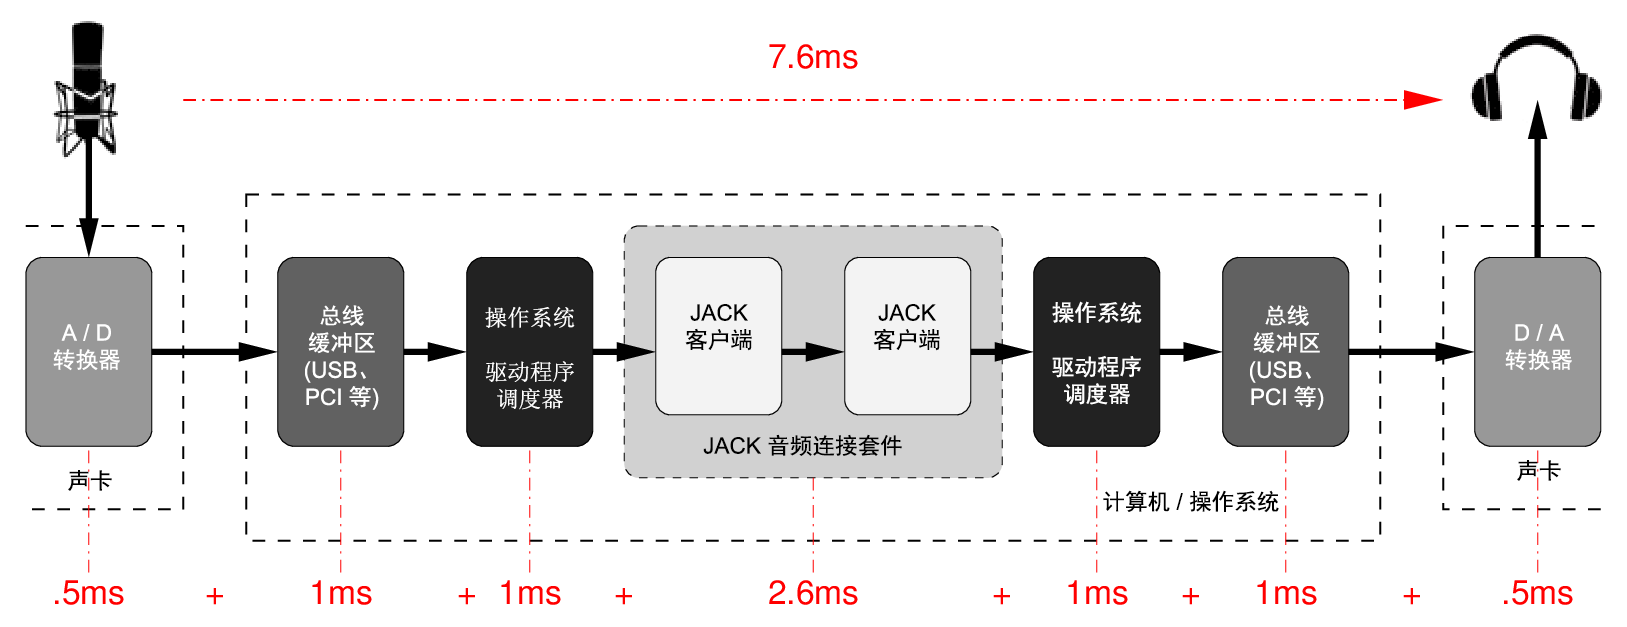 7.6ms
A / D
转换器
声卡
总线
缓冲区
(USB、
PCI 等)
操作系统
驱动程序
调度器
JACK
客户端
JACK
客户端
JACK 音频连接套件
操作系统
驱动程序
调度器
总线
缓冲区
(USB、
PCI 等)
计算机 / 操作系统
D / A
转换器
声卡
.5ms + 1ms + 1ms + 2.6ms + 1ms + 1ms + .5ms